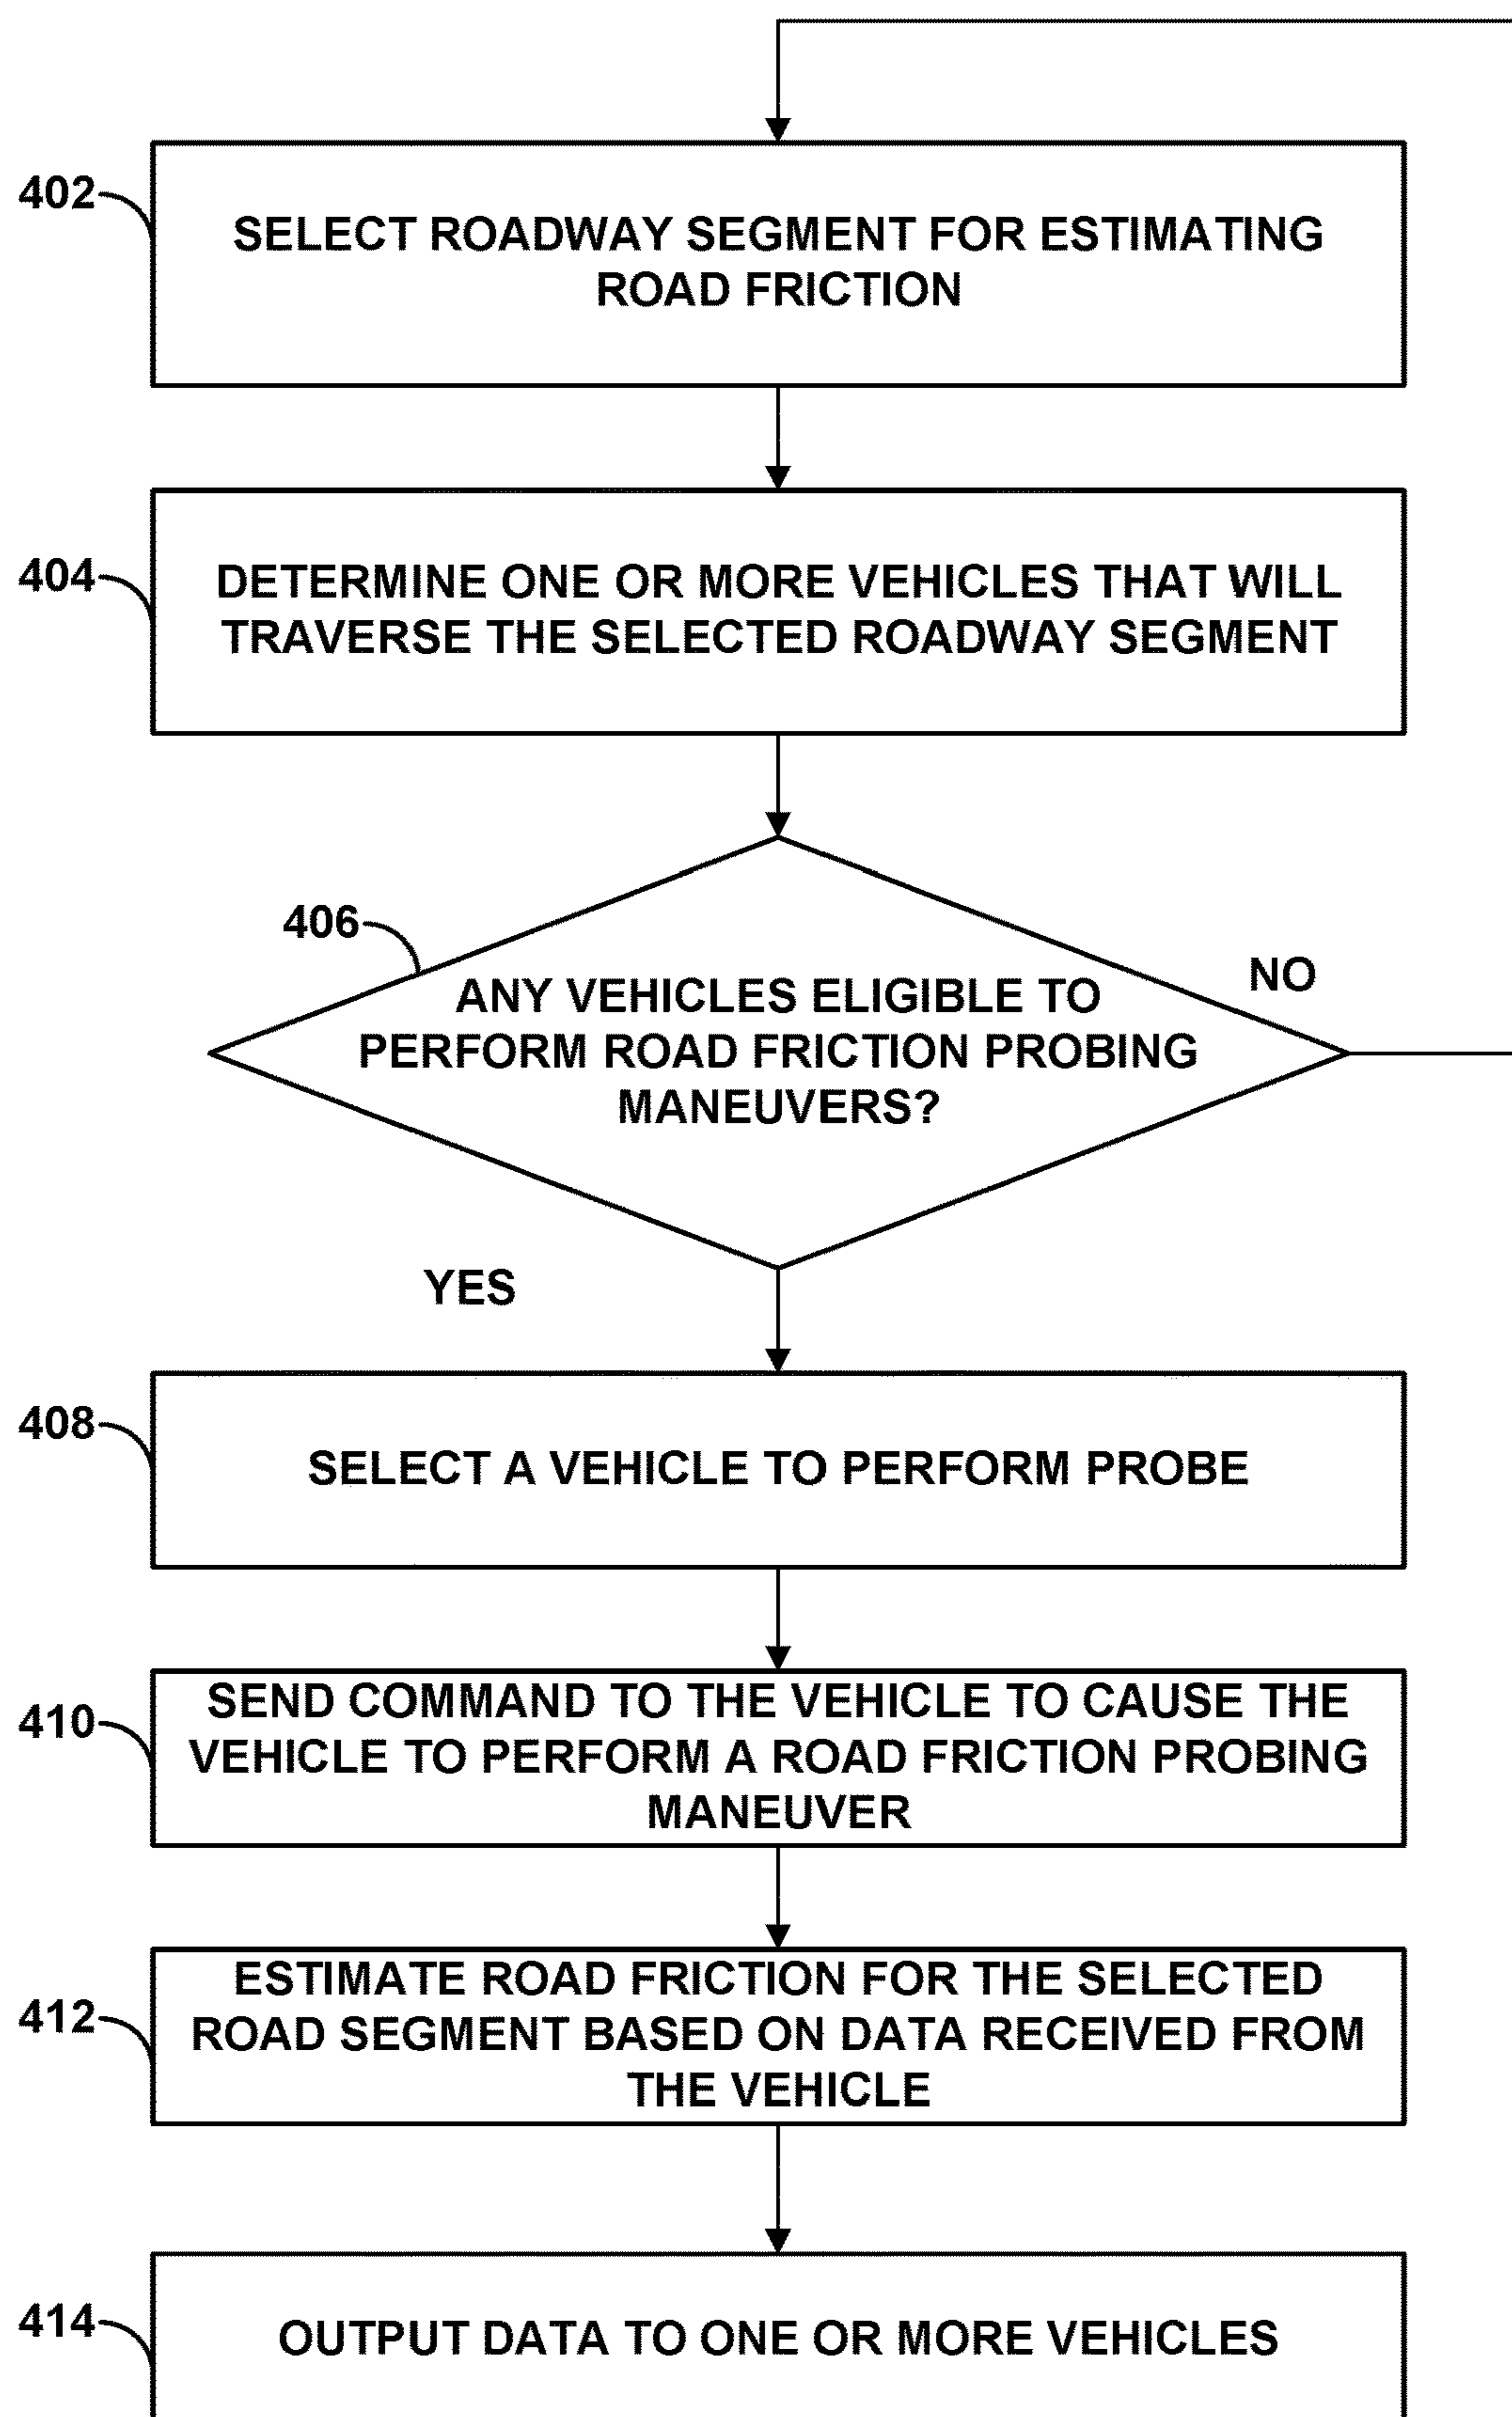 402
SELECT ROADWAY SEGMENT FOR ESTIMATING
ROAD FRICTION
404
DETERMINE ONE OR MORE VEHICLES THAT WILL
TRAVERSE THE SELECTED ROADWAY SEGMENT
406
NO
ANY VEHICLES ELIGIBLE TO
PERFORM ROAD FRICTION PROBING
MANEUVERS?
YES
408
SELECT A VEHICLE TO PERFORM PROBE
410
SEND COMMAND TO THE VEHICLE TO CAUSE THE
VEHICLE TO PERFORM A ROAD FRICTION PROBING
MANEUVER
412
ESTIMATE ROAD FRICTION FOR THE SELECTED
ROAD SEGMENT BASED ON DATA RECEIVED FROM
THE VEHICLE
414
OUTPUT DATA TO ONE OR MORE VEHICLES